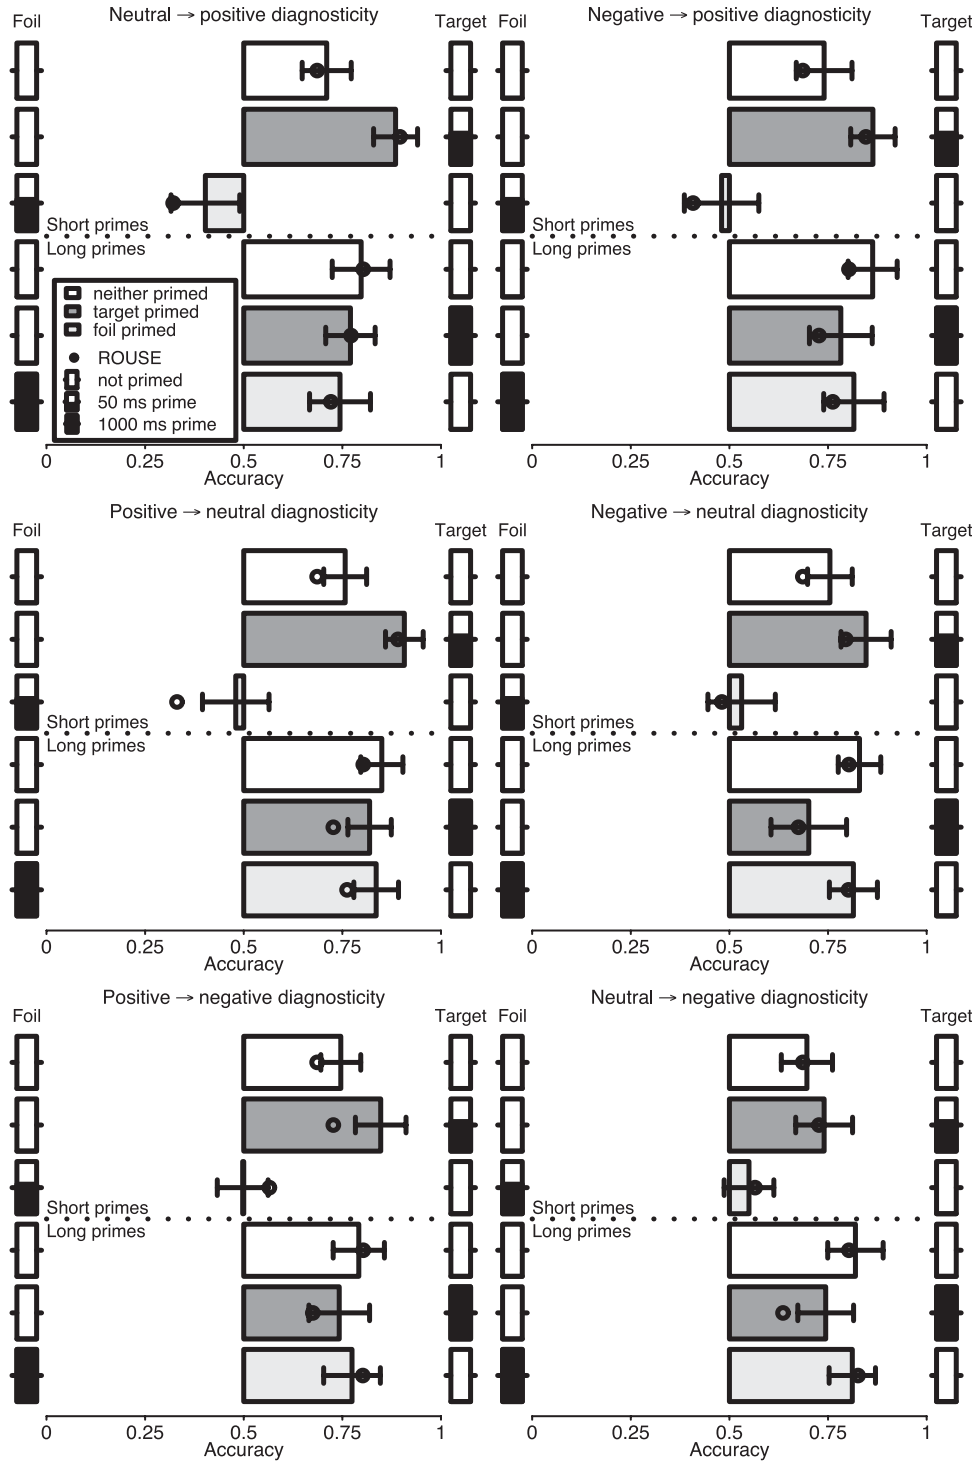 Neutral → positive diagnosticity
Foil
Target
Short primes
Long primes
neither primed
target primed
foil primed
ROUSE
not primed
50 ms prime
1000 ms prime
0 0.25 0.5 0.75 1
Accuracy
Negative → positive diagnosticity
Foil
Target
Short primes
Long primes
0 0.25 0.5 0.75 1
Accuracy
Positive → neutral diagnosticity
Foil
Target
Short primes
Long primes
0 0.25 0.5 0.75 1
Accuracy
Negative → neutral diagnosticity
Foil
Target
Short primes
Long primes
0 0.25 0.5 0.75 1
Accuracy
Positive → negative diagnosticity
Foil
Target
Short primes
Long primes
0 0.25 0.5 0.75 1
Accuracy
Neutral → negative diagnosticity
Foil
Target
Short primes
Long primes
0 0.25 0.5 0.75 1
Accuracy